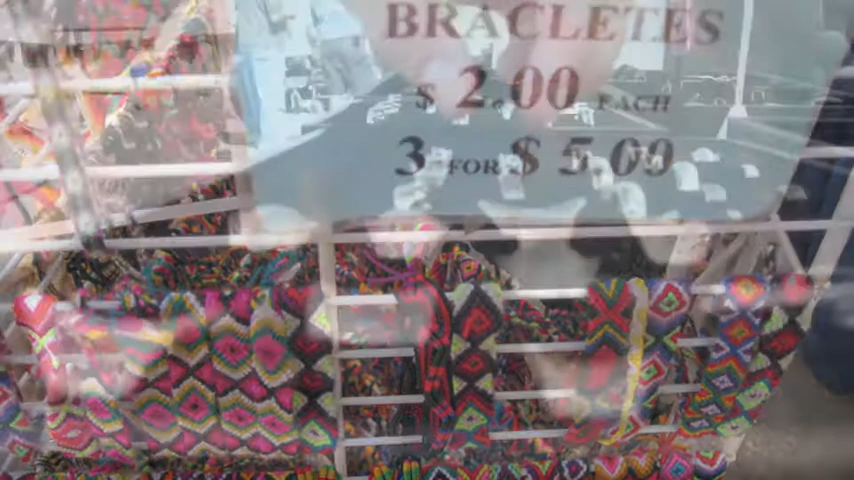 BRACLETES
$ 2.00 EACH
3 FOR $ 5.00